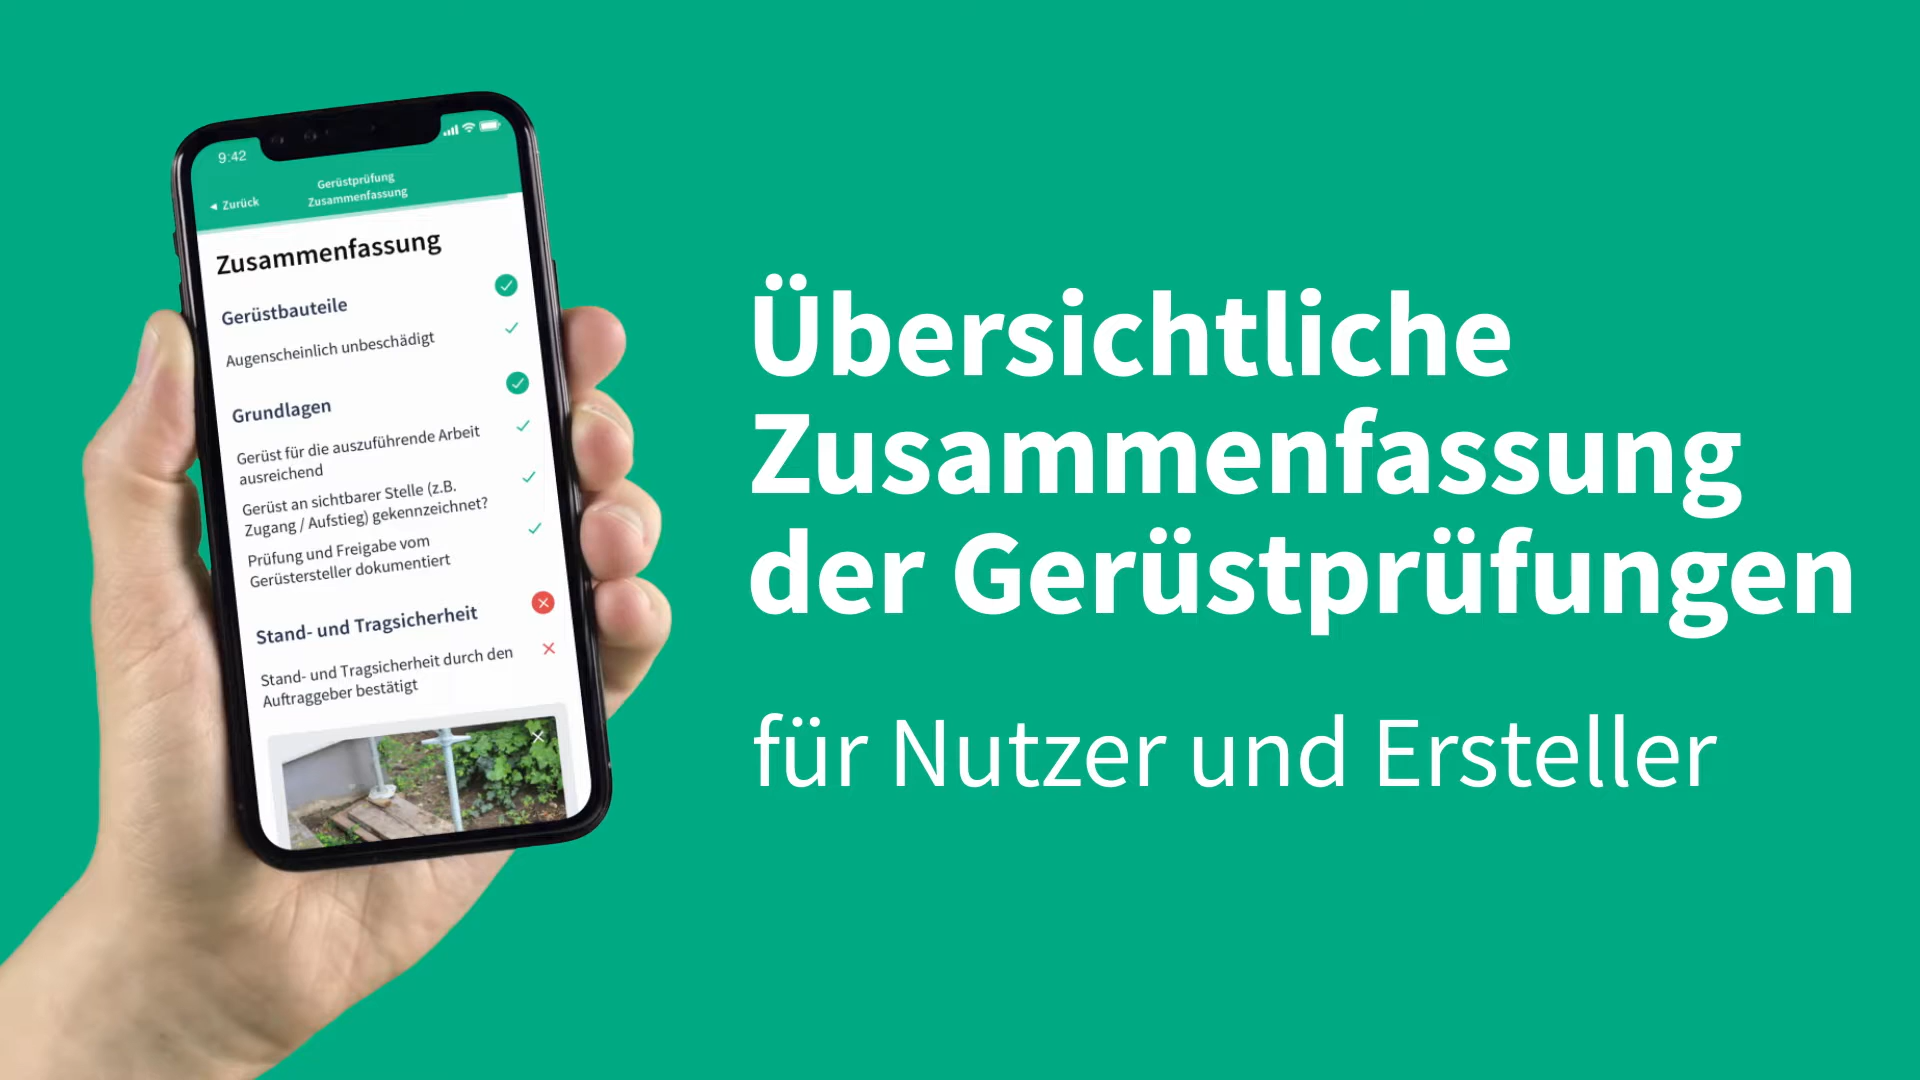 9:42
◄ Zurück
Gerüstprüfung
Zusammenfassung
Zusammenfassung
Gerüstbauteile
Augenscheinlich unbeschädigt
Grundlagen
Gerüst für die auszuführende Arbeit
ausreichend
Gerüst an sichtbarer Stelle (z.B.
Zugang / Aufstieg) gekennzeichnet?
Prüfung und Freigabe vom
Gerüstersteller dokumentiert
Stand- und Tragsicherheit
Stand- und Tragsicherheit durch den
Auftraggeber bestätigt
Übersichtliche
Zusammenfassung
der Gerüstprüfungen
für Nutzer und Ersteller